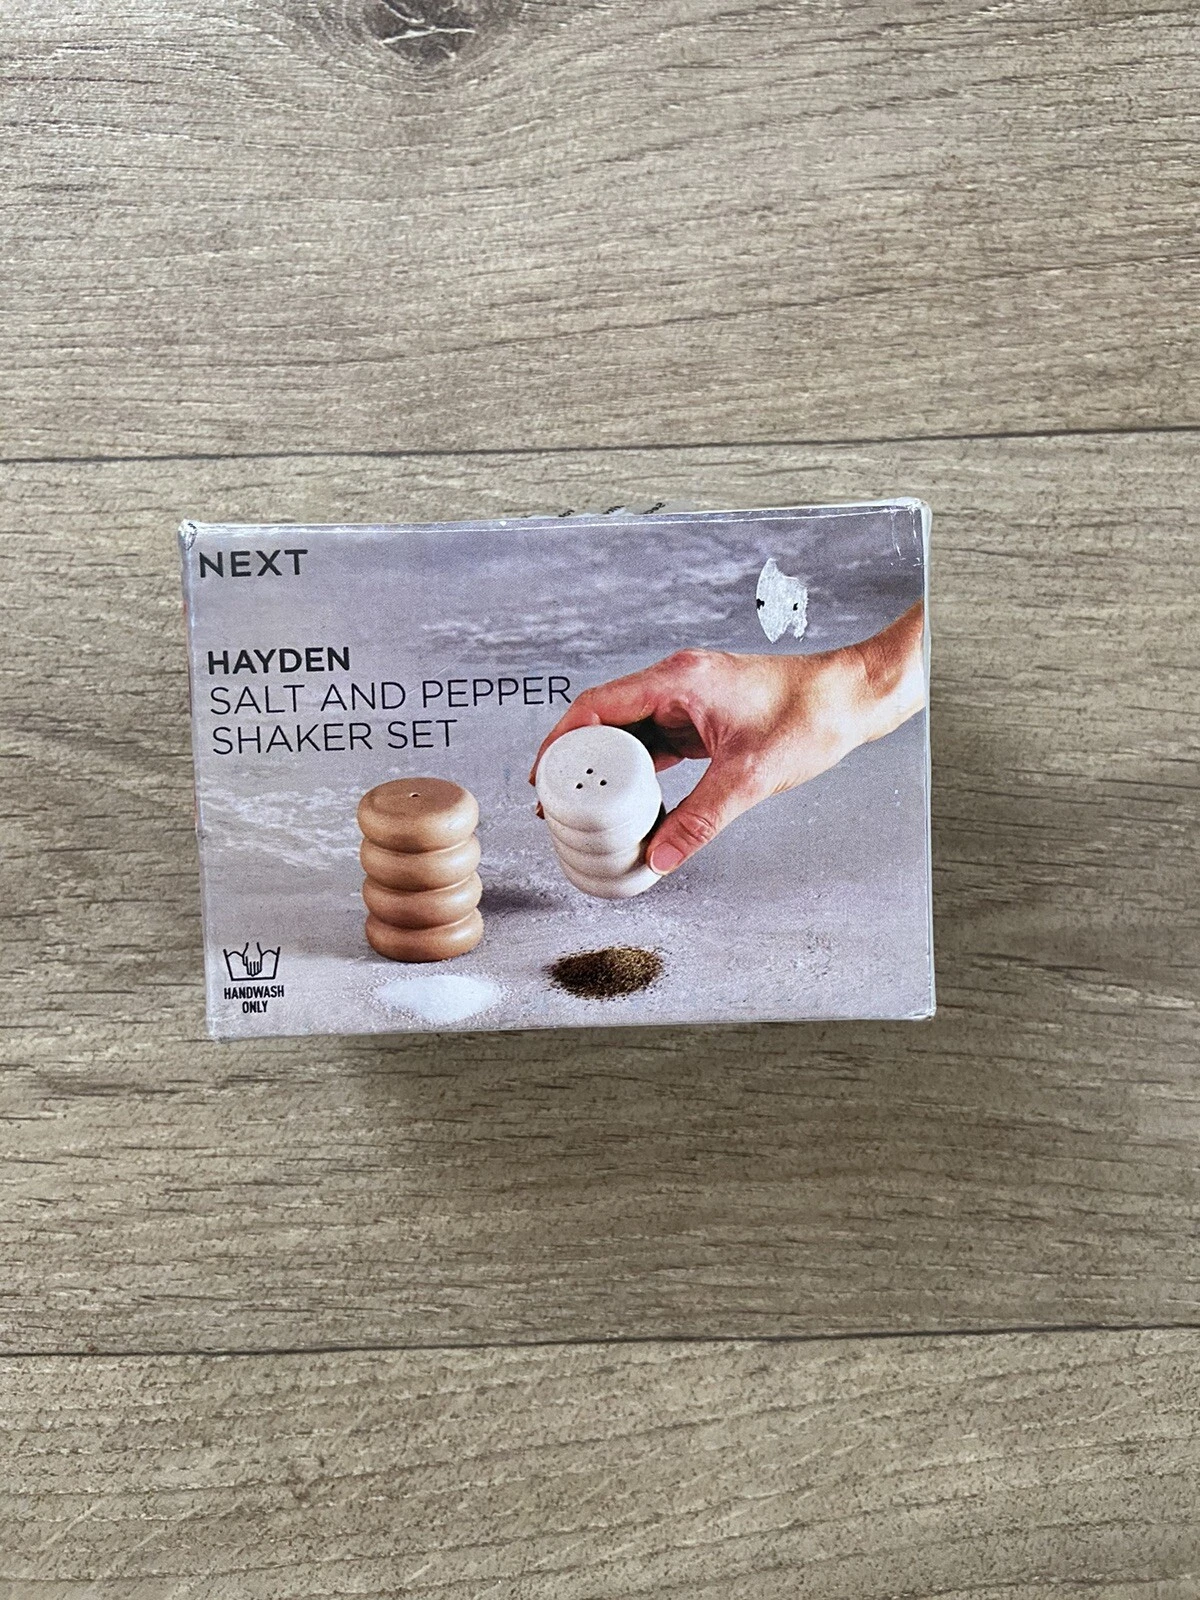 NEXT
HAYDEN
SALT AND PEPPER
SHAKER SET
HANDWASH
ONLY